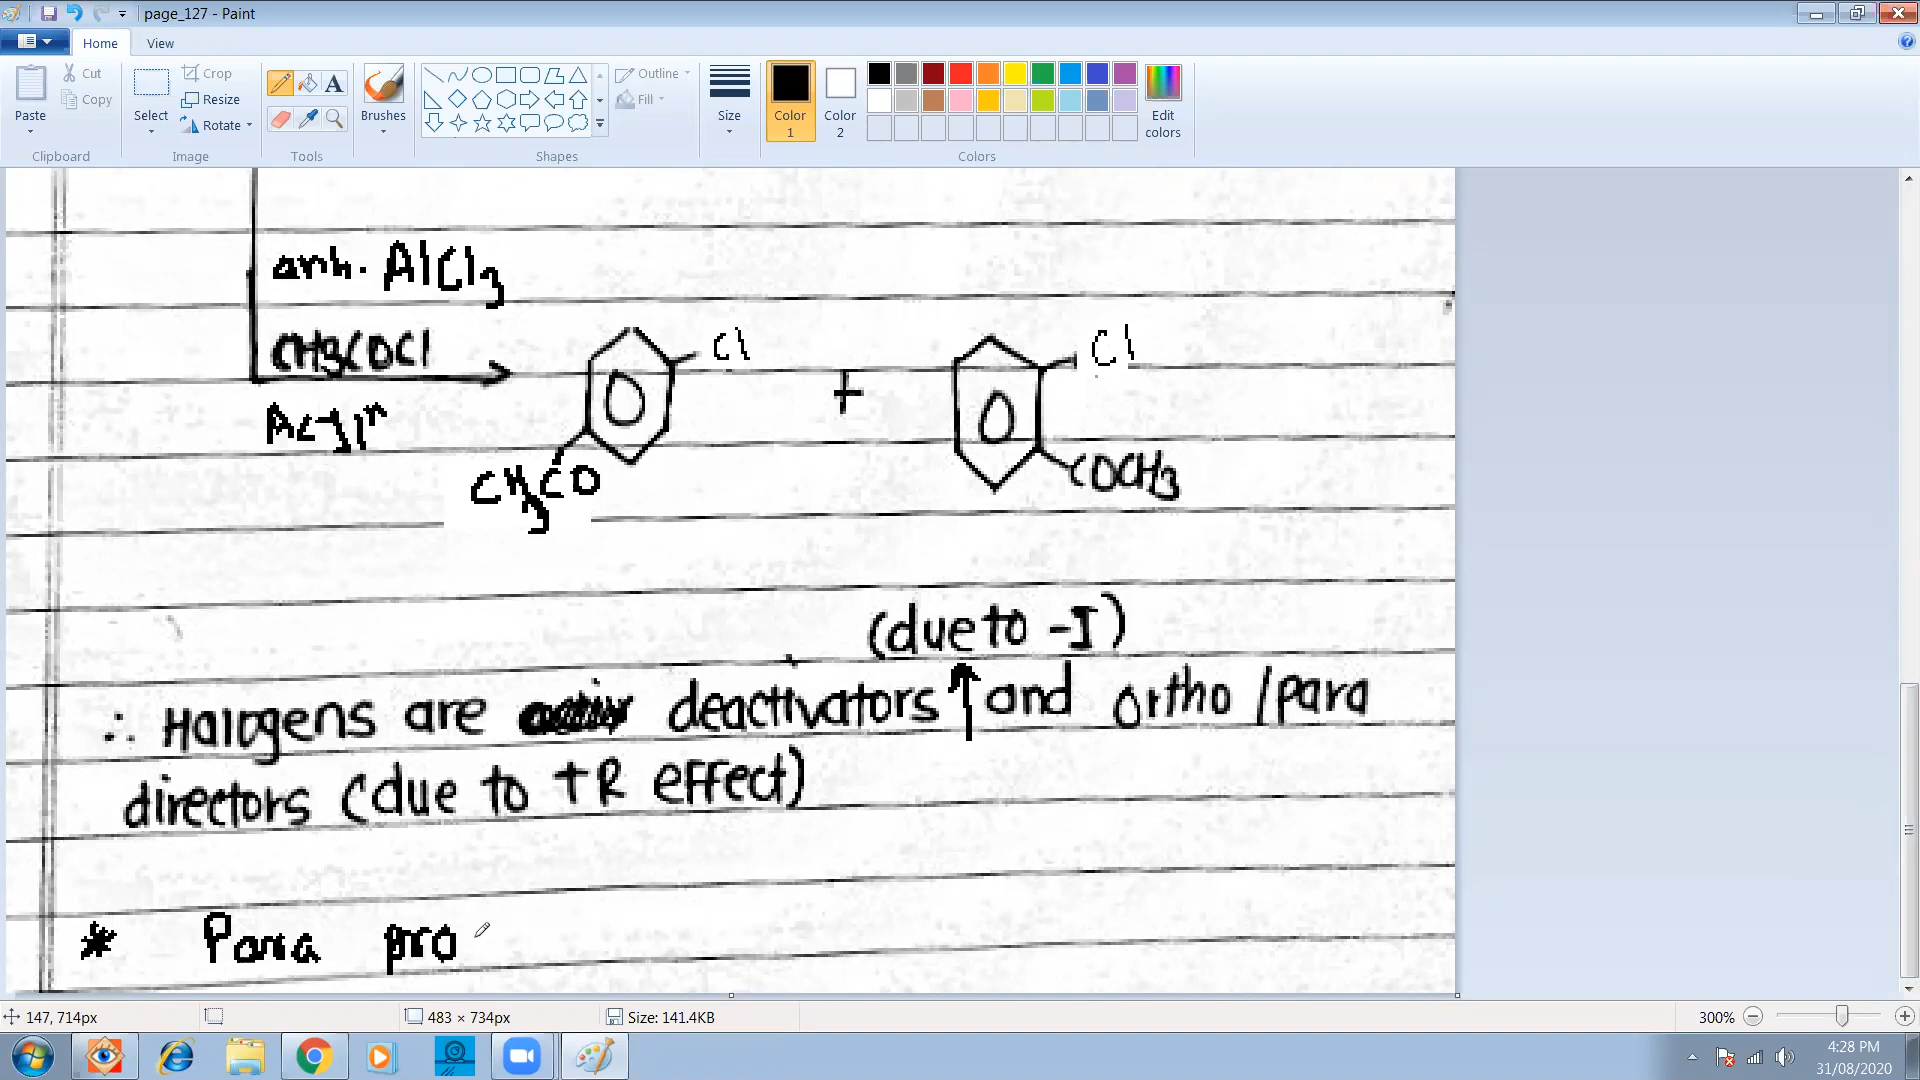 page_127 - Paint
Home View
Paste
Cut
Copy
Clipboard
Select
Crop
Resize
Rotate
Image
A
Tools
Brushes
Outline
Fill
Shapes
Size
Color 1
Color 2
Edit colors
Colors
anh. AlCl3
CH3COCl
Acyln
Cl
CH3CO
+
Cl
COCH3
(due to -I)
∴ Halogens are deactivators ↑ and ortho / para
directors (due to +R effect)
* Para pro
147, 714px
483 × 734px
Size: 141.4KB
300%
4:28 PM
31/08/2020